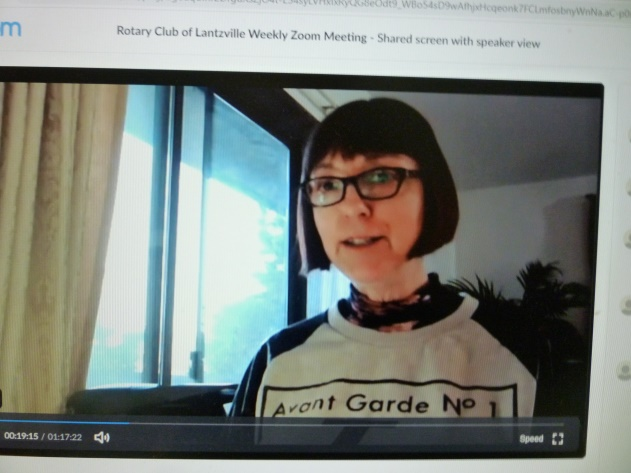 m
Rotary Club of Lantzville Weekly Zoom Meeting - Shared screen with speaker view
Avant Garde No 1
00:19:15 / 01:17:22
Speed